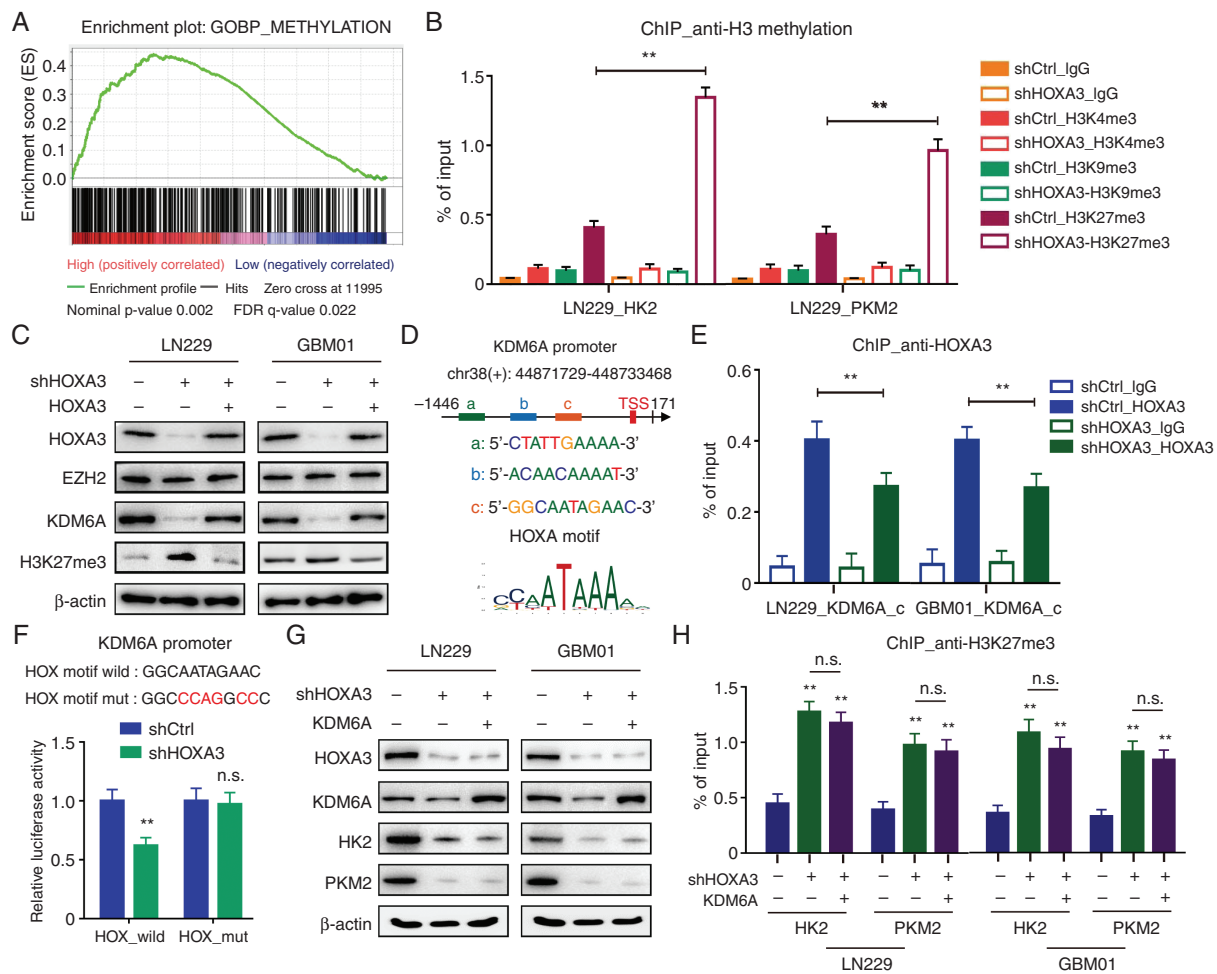 A
Enrichment plot: GOBP_METHYLATION
Enrichment score (ES)
0.4
0.3
0.2
0.1
0.0
High (positively correlated) Low (negatively correlated)
Enrichment profile Hits Zero cross at 11995
Nominal p-value 0.002 FDR q-value 0.022
B
ChIP_anti-H3 methylation
% of input
1.5
1.0
0.5
0
**
**
LN229_HK2
LN229_PKM2
shCtrl_IgG
shHOXA3_IgG
shCtrl_H3K4me3
shHOXA3_H3K4me3
shCtrl_H3K9me3
shHOXA3-H3K9me3
shCtrl_H3K27me3
shHOXA3-H3K27me3
C
LN229 GBM01
shHOXA3 − + + − + +
HOXA3 − − + − − +
HOXA3
EZH2
KDM6A
H3K27me3
β-actin
D
KDM6A promoter
chr38(+): 44871729-448733468
−1446 a b c TSS 171
a: 5’-CTATTGAAAA-3’
b: 5’-ACAACAAAAT-3’
c: 5’-GGCAATAGAAC-3’
HOXA motif
E
ChIP_anti-HOXA3
% of input
0.6
0.4
0.2
0
**
**
LN229_KDM6A_c
GBM01_KDM6A_c
shCtrl_IgG
shCtrl_HOXA3
shHOXA3_IgG
shHOXA3_HOXA3
F
KDM6A promoter
HOX motif wild : GGCAATAGAAC
HOX motif mut : GGCCCAGGCCC
shCtrl
shHOXA3
Relative luciferase activity
1.5
1.0
0.5
0
**
n.s.
HOX_wild HOX_mut
G
LN229 GBM01
shHOXA3 − + + − + +
KDM6A − − + − − +
HOXA3
KDM6A
HK2
PKM2
β-actin
H
ChIP_anti-H3K27me3
% of input
1.5
1.0
0.5
0
n.s.
** **
n.s.
** **
n.s.
** **
n.s.
** **
shHOXA3 − + + − + + − + + − + +
KDM6A − − + − − + − − + − − +
HK2 PKM2 HK2 PKM2
LN229 GBM01